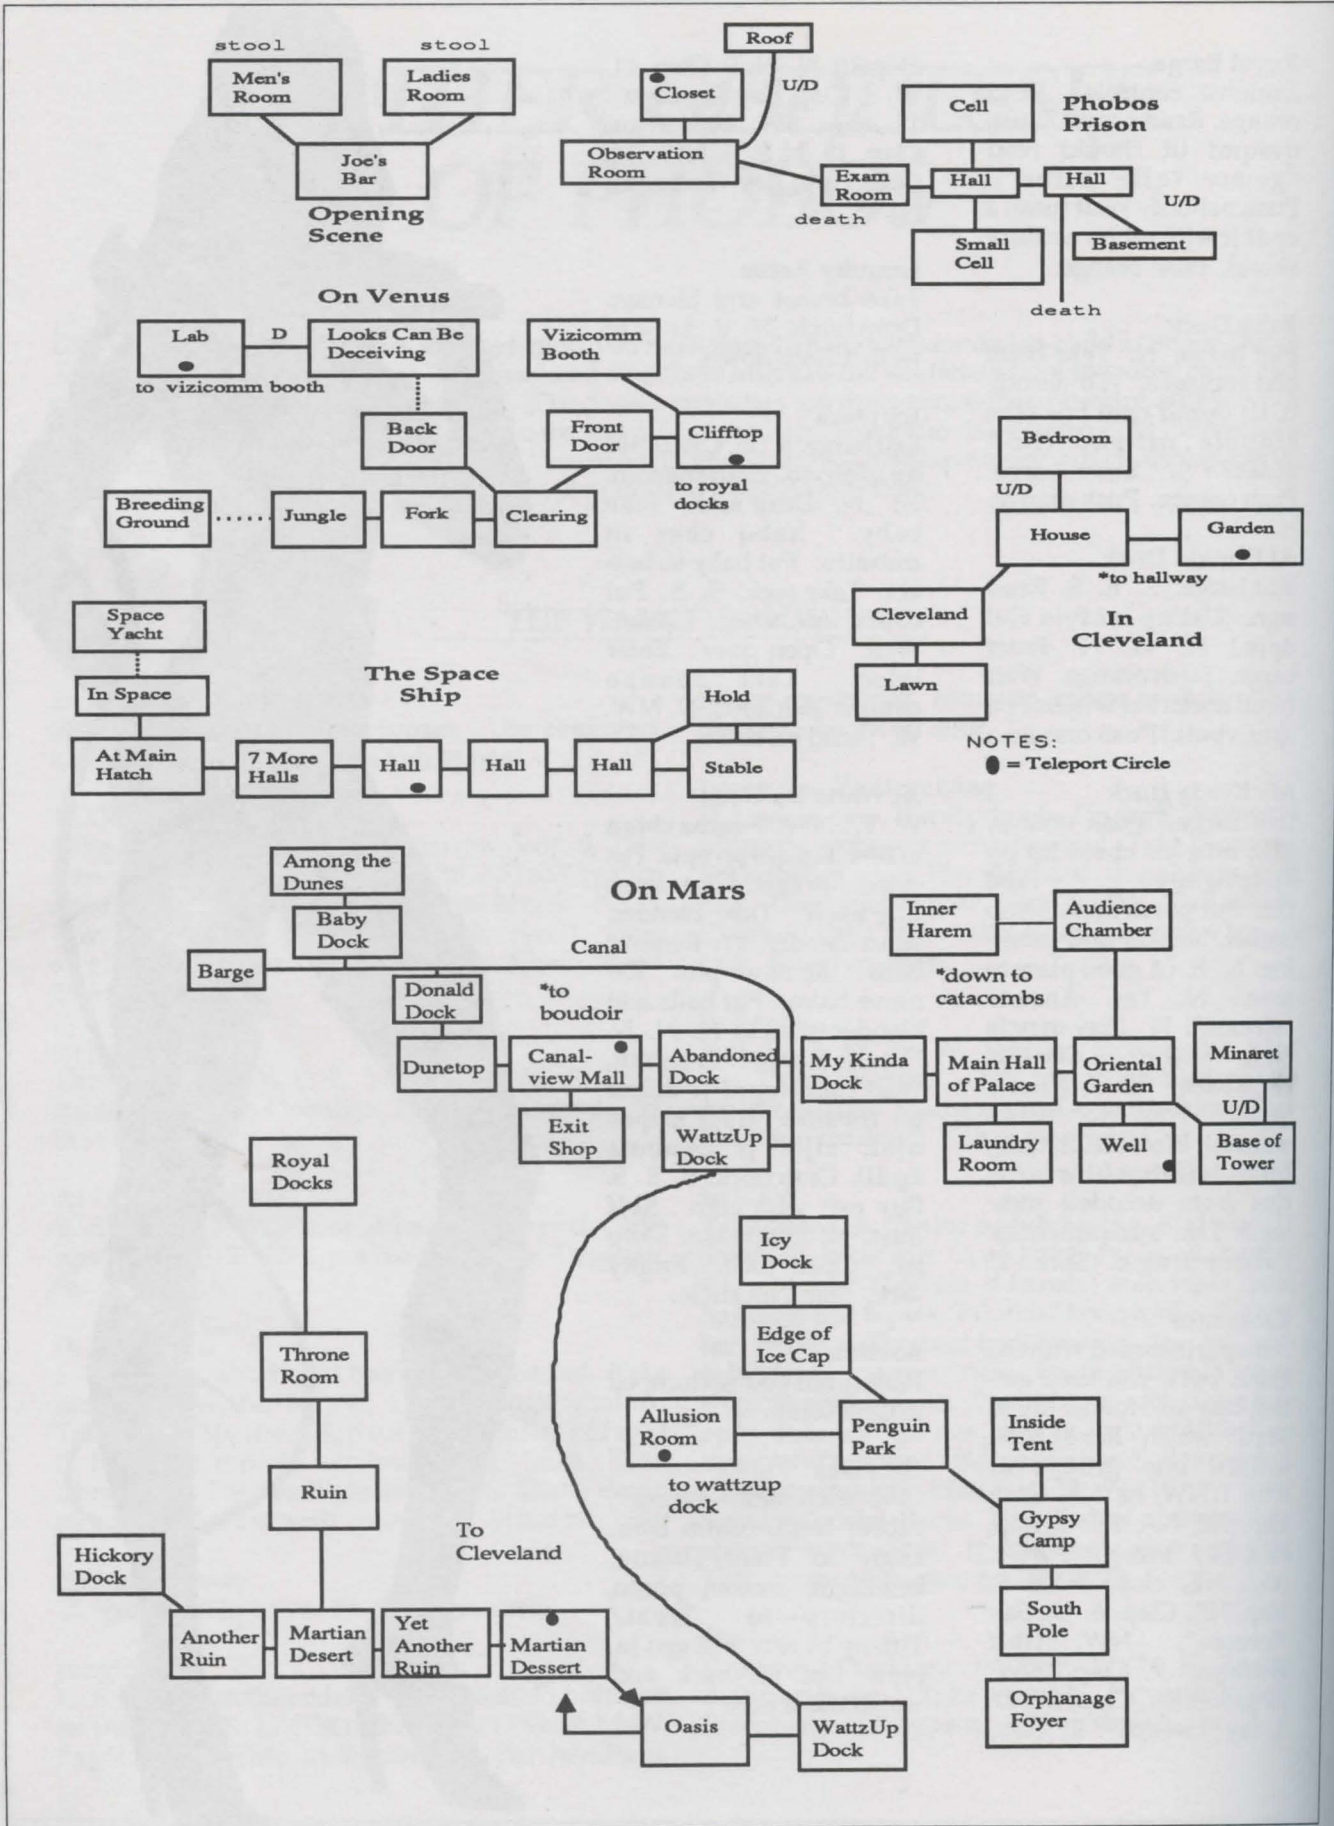 stool
stool
Men's
Room
Ladies
Room
Joe's
Bar
Opening
Scene
Roof
U/D
Closet
Observation
Room
Exam
Room
death
Cell
Phobos
Prison
Hall
Hall
U/D
Small
Cell
Basement
death
On Venus
Lab
D
Looks Can Be
Deceiving
to vizicomm booth
Vizicomm
Booth
Back
Door
Front
Door
Clifftop
to royal
docks
Breeding
Ground
Jungle
Fork
Clearing
Bedroom
U/D
House
Garden
*to hallway
Cleveland
In
Cleveland
Lawn
Space
Yacht
In Space
The Space
Ship
At Main
Hatch
7 More
Halls
Hall
Hall
Hall
Hold
Stable
NOTES:
= Teleport Circle
Among the
Dunes
Baby
Dock
On Mars
Canal
Barge
Donald
Dock
*to
boudoir
Dunetop
Canal-
view Mall
Abandoned
Dock
Exit
Shop
WattzUp
Dock
Inner
Harem
Audience
Chamber
*down to
catacombs
My Kinda
Dock
Main Hall
of Palace
Oriental
Garden
Minaret
U/D
Laundry
Room
Well
Base of
Tower
Royal
Docks
Icy
Dock
Edge of
Ice Cap
Throne
Room
Allusion
Room
to wattzup
dock
Penguin
Park
Inside
Tent
Ruin
To
Cleveland
Gypsy
Camp
Hickory
Dock
Another
Ruin
Martian
Desert
Yet
Another
Ruin
Martian
Dessert
South
Pole
Oasis
WattzUp
Dock
Orphanage
Foyer